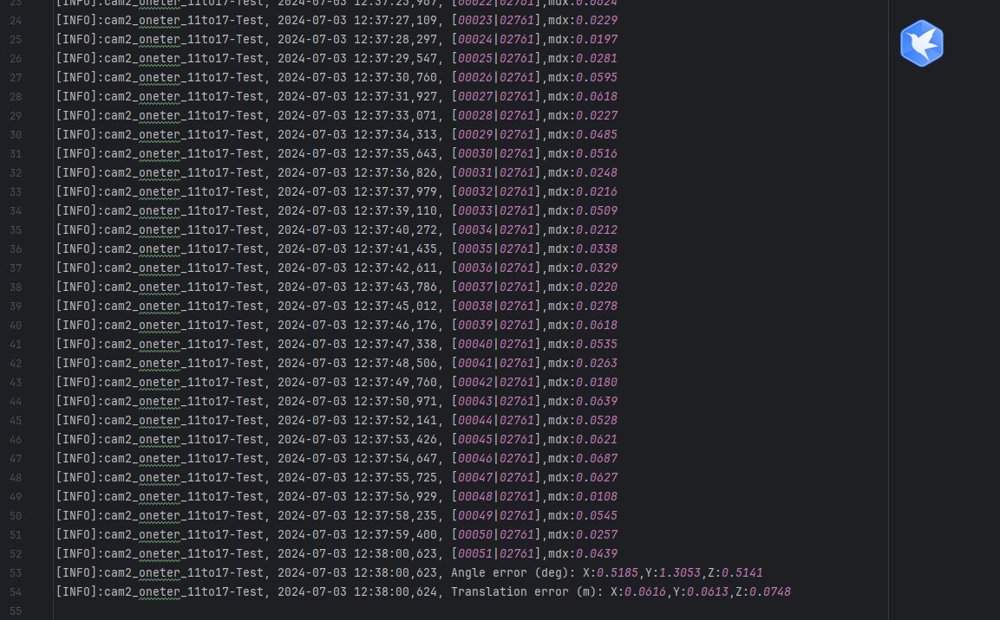 23 [INFO]:cam2_oneter_11to17-Test, 2024-07-03 12:37:25,967, [00022|02761],mdx:0.0624
24 [INFO]:cam2_oneter_11to17-Test, 2024-07-03 12:37:27,109, [00023|02761],mdx:0.0229
25 [INFO]:cam2_oneter_11to17-Test, 2024-07-03 12:37:28,297, [00024|02761],mdx:0.0197
26 [INFO]:cam2_oneter_11to17-Test, 2024-07-03 12:37:29,547, [00025|02761],mdx:0.0281
27 [INFO]:cam2_oneter_11to17-Test, 2024-07-03 12:37:30,760, [00026|02761],mdx:0.0595
28 [INFO]:cam2_oneter_11to17-Test, 2024-07-03 12:37:31,927, [00027|02761],mdx:0.0618
29 [INFO]:cam2_oneter_11to17-Test, 2024-07-03 12:37:33,071, [00028|02761],mdx:0.0227
30 [INFO]:cam2_oneter_11to17-Test, 2024-07-03 12:37:34,313, [00029|02761],mdx:0.0485
31 [INFO]:cam2_oneter_11to17-Test, 2024-07-03 12:37:35,643, [00030|02761],mdx:0.0516
32 [INFO]:cam2_oneter_11to17-Test, 2024-07-03 12:37:36,826, [00031|02761],mdx:0.0248
33 [INFO]:cam2_oneter_11to17-Test, 2024-07-03 12:37:37,979, [00032|02761],mdx:0.0216
34 [INFO]:cam2_oneter_11to17-Test, 2024-07-03 12:37:39,110, [00033|02761],mdx:0.0509
35 [INFO]:cam2_oneter_11to17-Test, 2024-07-03 12:37:40,272, [00034|02761],mdx:0.0212
36 [INFO]:cam2_oneter_11to17-Test, 2024-07-03 12:37:41,435, [00035|02761],mdx:0.0338
37 [INFO]:cam2_oneter_11to17-Test, 2024-07-03 12:37:42,611, [00036|02761],mdx:0.0329
38 [INFO]:cam2_oneter_11to17-Test, 2024-07-03 12:37:43,786, [00037|02761],mdx:0.0220
39 [INFO]:cam2_oneter_11to17-Test, 2024-07-03 12:37:45,012, [00038|02761],mdx:0.0278
40 [INFO]:cam2_oneter_11to17-Test, 2024-07-03 12:37:46,176, [00039|02761],mdx:0.0618
41 [INFO]:cam2_oneter_11to17-Test, 2024-07-03 12:37:47,338, [00040|02761],mdx:0.0535
42 [INFO]:cam2_oneter_11to17-Test, 2024-07-03 12:37:48,506, [00041|02761],mdx:0.0263
43 [INFO]:cam2_oneter_11to17-Test, 2024-07-03 12:37:49,760, [00042|02761],mdx:0.0180
44 [INFO]:cam2_oneter_11to17-Test, 2024-07-03 12:37:50,971, [00043|02761],mdx:0.0639
45 [INFO]:cam2_oneter_11to17-Test, 2024-07-03 12:37:52,141, [00044|02761],mdx:0.0528
46 [INFO]:cam2_oneter_11to17-Test, 2024-07-03 12:37:53,426, [00045|02761],mdx:0.0621
47 [INFO]:cam2_oneter_11to17-Test, 2024-07-03 12:37:54,647, [00046|02761],mdx:0.0687
48 [INFO]:cam2_oneter_11to17-Test, 2024-07-03 12:37:55,725, [00047|02761],mdx:0.0627
49 [INFO]:cam2_oneter_11to17-Test, 2024-07-03 12:37:56,929, [00048|02761],mdx:0.0108
50 [INFO]:cam2_oneter_11to17-Test, 2024-07-03 12:37:58,235, [00049|02761],mdx:0.0545
51 [INFO]:cam2_oneter_11to17-Test, 2024-07-03 12:37:59,400, [00050|02761],mdx:0.0257
52 [INFO]:cam2_oneter_11to17-Test, 2024-07-03 12:38:00,623, [00051|02761],mdx:0.0439
53 [INFO]:cam2_oneter_11to17-Test, 2024-07-03 12:38:00,623, Angle error (deg): X:0.5185,Y:1.3053,Z:0.5141
54 [INFO]:cam2_oneter_11to17-Test, 2024-07-03 12:38:00,624, Translation error (m): X:0.0616,Y:0.0613,Z:0.0748
55